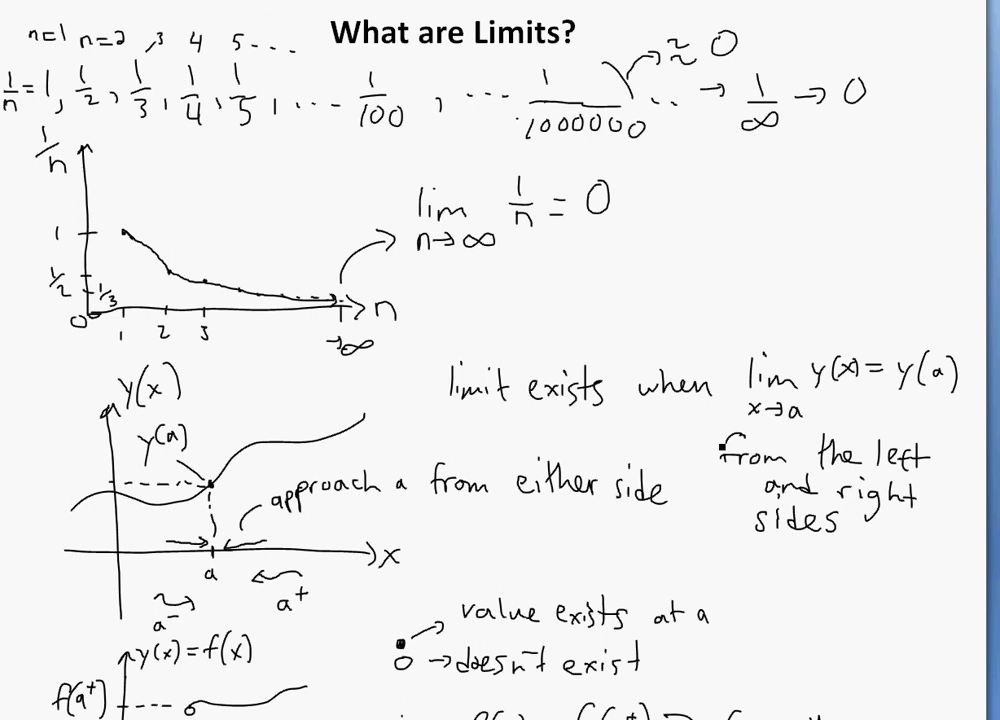 What are Limits?
n=1 n=2 , 3 4 5 - - - .
1/n = 1, 1/2, 1/3, 1/4, 1/5, ... 1/100, ... 1/1000000 ... → 1/∞ → 0
→ ≈ 0
1/n
1
1/2
1/3
0
1 2 3
→∞
n
lim n→∞ 1/n = 0
y(x)
y(a)
limit exists when lim x→a y(x) = y(a)
from the left
and right
sides
approach a from either side
x
a
a⁻
a⁺
value exists at a
→ doesn't exist
y(x) = f(x)
f(a⁺)